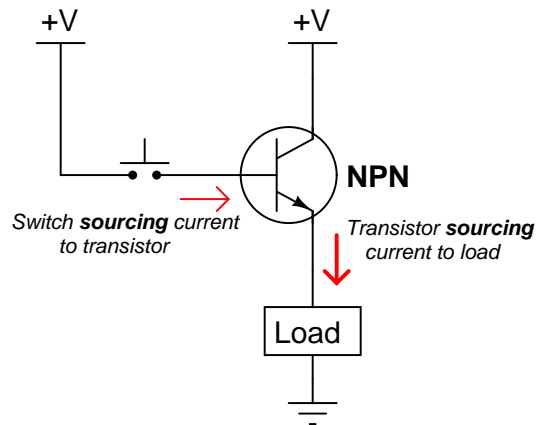 +V
+V
NPN
Switch sourcing current
to transistor
Transistor sourcing
current to load
Load